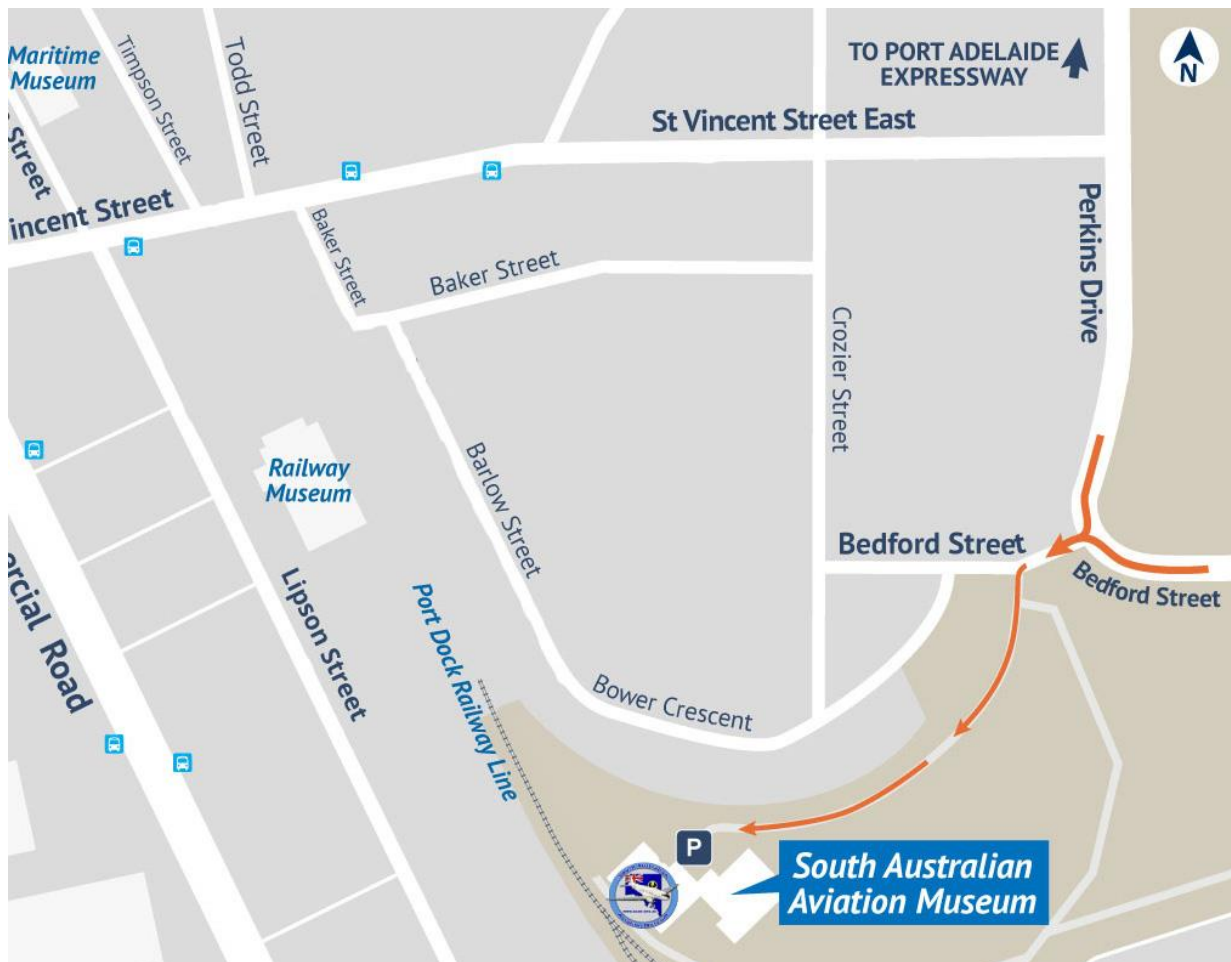 Maritime
Museum
Timpson Street
Todd Street
TO PORT ADELAIDE
EXPRESSWAY
N
St Vincent Street East
Street
incent Street
Baker Street
Baker Street
Perkins Drive
Crozier Street
Railway
Museum
Barlow Street
Bedford Street
Bedford Street
ercial Road
Lipson Street
Port Dock Railway Line
Bower Crescent
P
South Australian
Aviation Museum